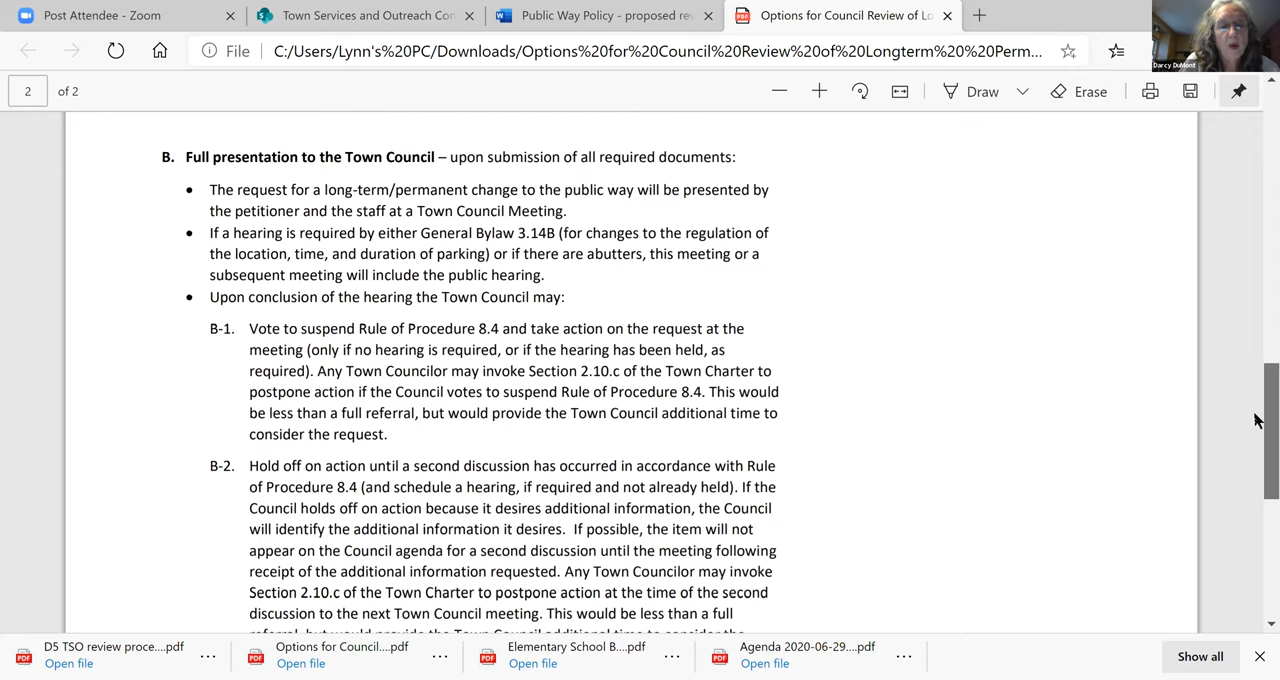 Post Attendee - Zoom
Town Services and Outreach Con
Public Way Policy - proposed rev
Options for Council Review of Lo
File
C:/Users/Lynn's%20PC/Downloads/Options%20for%20Council%20Review%20of%20Longterm%20%20Perm...
Darcy DuMont
2 of 2
Draw
Erase
B. Full presentation to the Town Council – upon submission of all required documents:
• The request for a long-term/permanent change to the public way will be presented by
the petitioner and the staff at a Town Council Meeting.
• If a hearing is required by either General Bylaw 3.14B (for changes to the regulation of
the location, time, and duration of parking) or if there are abutters, this meeting or a
subsequent meeting will include the public hearing.
• Upon conclusion of the hearing the Town Council may:
B-1. Vote to suspend Rule of Procedure 8.4 and take action on the request at the
meeting (only if no hearing is required, or if the hearing has been held, as
required). Any Town Councilor may invoke Section 2.10.c of the Town Charter to
postpone action if the Council votes to suspend Rule of Procedure 8.4. This would
be less than a full referral, but would provide the Town Council additional time to
consider the request.
B-2. Hold off on action until a second discussion has occurred in accordance with Rule
of Procedure 8.4 (and schedule a hearing, if required and not already held). If the
Council holds off on action because it desires additional information, the Council
will identify the additional information it desires.  If possible, the item will not
appear on the Council agenda for a second discussion until the meeting following
receipt of the additional information requested. Any Town Councilor may invoke
Section 2.10.c of the Town Charter to postpone action at the time of the second
discussion to the next Town Council meeting. This would be less than a full
referral, but would provide the Town Council additional time to consider the
D5 TSO review proce....pdf
Open file
Options for Council....pdf
Open file
Elementary School B....pdf
Open file
Agenda 2020-06-29....pdf
Open file
Show all